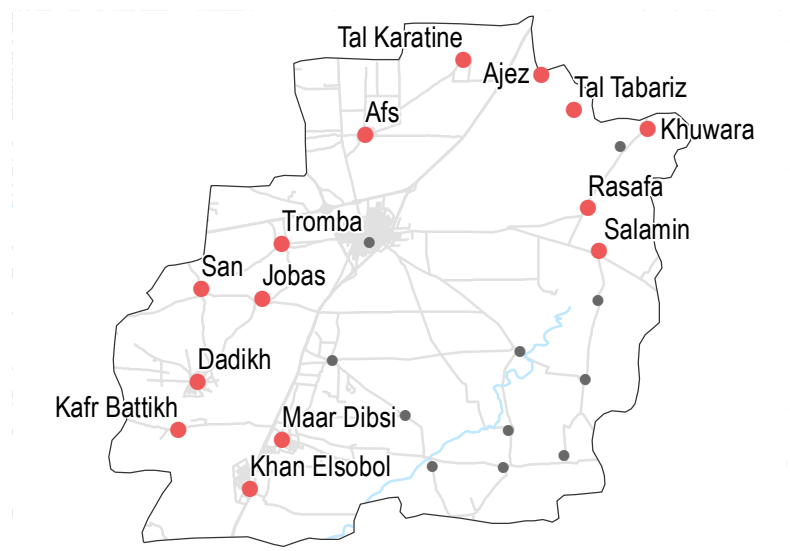 Tal Karatine
Ajez
Tal Tabariz
Afs
Khuwara
Rasafa
Tromba
Salamin
San
Jobas
Dadikh
Kafr Battikh
Maar Dibsi
Khan Elsobol